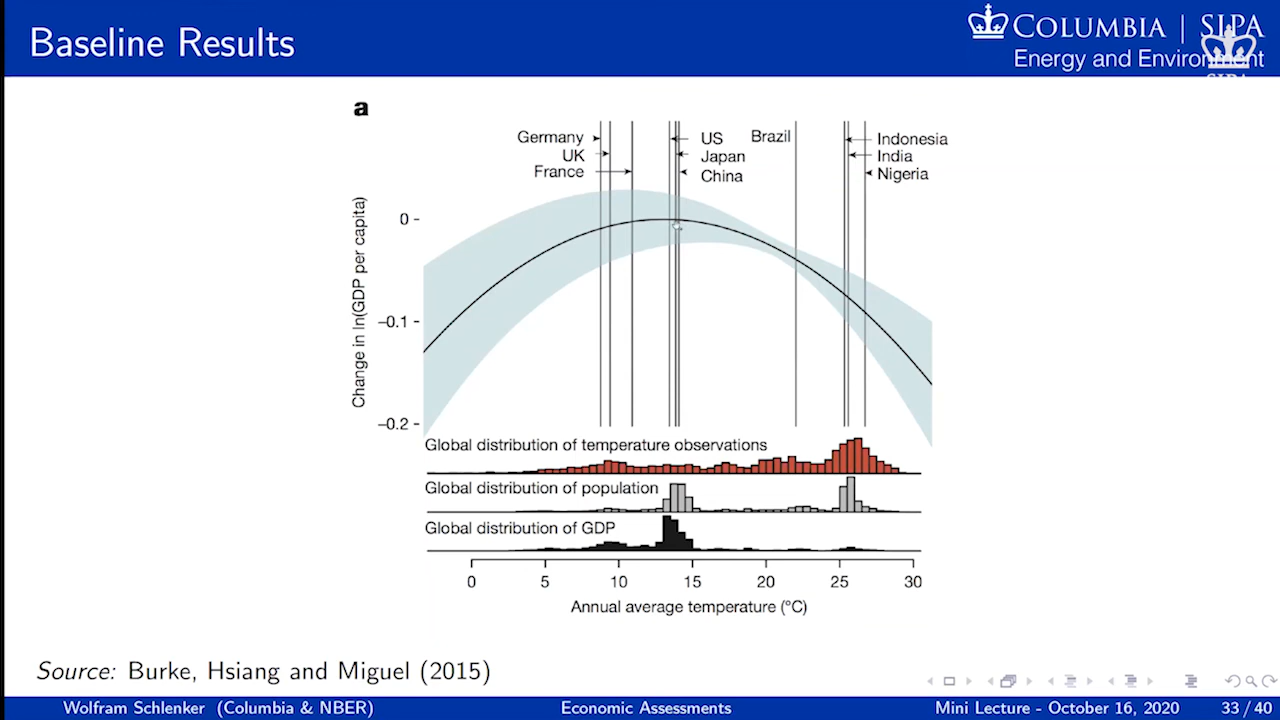 Baseline Results
COLUMBIA | SIPA
Energy and Environment
SIPA
a
Germany
UK
France
US
Japan
China
Brazil
Indonesia
India
Nigeria
Change in ln(GDP per capita)
0
–0.1
–0.2
Global distribution of temperature observations
Global distribution of population
Global distribution of GDP
0 5 10 15 20 25 30
Annual average temperature (°C)
Source: Burke, Hsiang and Miguel (2015)
Wolfram Schlenker (Columbia & NBER) Economic Assessments Mini Lecture - October 16, 2020 33 / 40